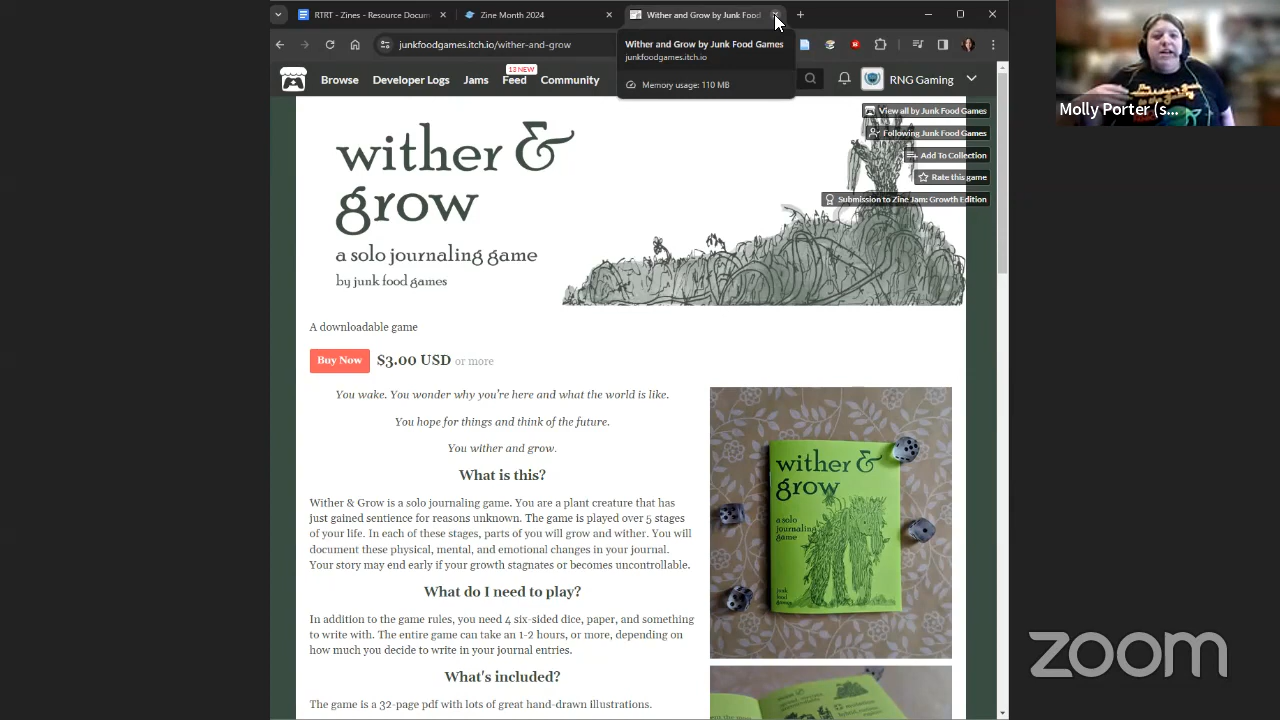 RTRT - Zines - Resource Docum
Zine Month 2024
Wither and Grow by Junk Food
junkfoodgames.itch.io/wither-and-grow
Wither and Grow by Junk Food Games
junkfoodgames.itch.io
Memory usage: 110 MB
Browse
Developer Logs
Jams
13 NEW
Feed
Community
RNG Gaming
Molly Porter (s...
View all by Junk Food Games
Following Junk Food Games
Add To Collection
Rate this game
Submission to Zine Jam: Growth Edition
wither &
grow
a solo journaling game
by junk food games
A downloadable game
Buy Now $3.00 USD or more
You wake. You wonder why you're here and what the world is like.
You hope for things and think of the future.
You wither and grow.
What is this?
Wither & Grow is a solo journaling game. You are a plant creature that has
just gained sentience for reasons unknown. The game is played over 5 stages
of your life. In each of these stages, parts of you will grow and wither. You will
document these physical, mental, and emotional changes in your journal.
Your story may end early if your growth stagnates or becomes uncontrollable.
What do I need to play?
In addition to the game rules, you need 4 six-sided dice, paper, and something
to write with. The entire game can take an 1-2 hours, or more, depending on
how much you decide to write in your journal entries.
What's included?
The game is a 32-page pdf with lots of great hand-drawn illustrations.
wither &
grow
a solo
journaling
game
junk
food
games
zoom